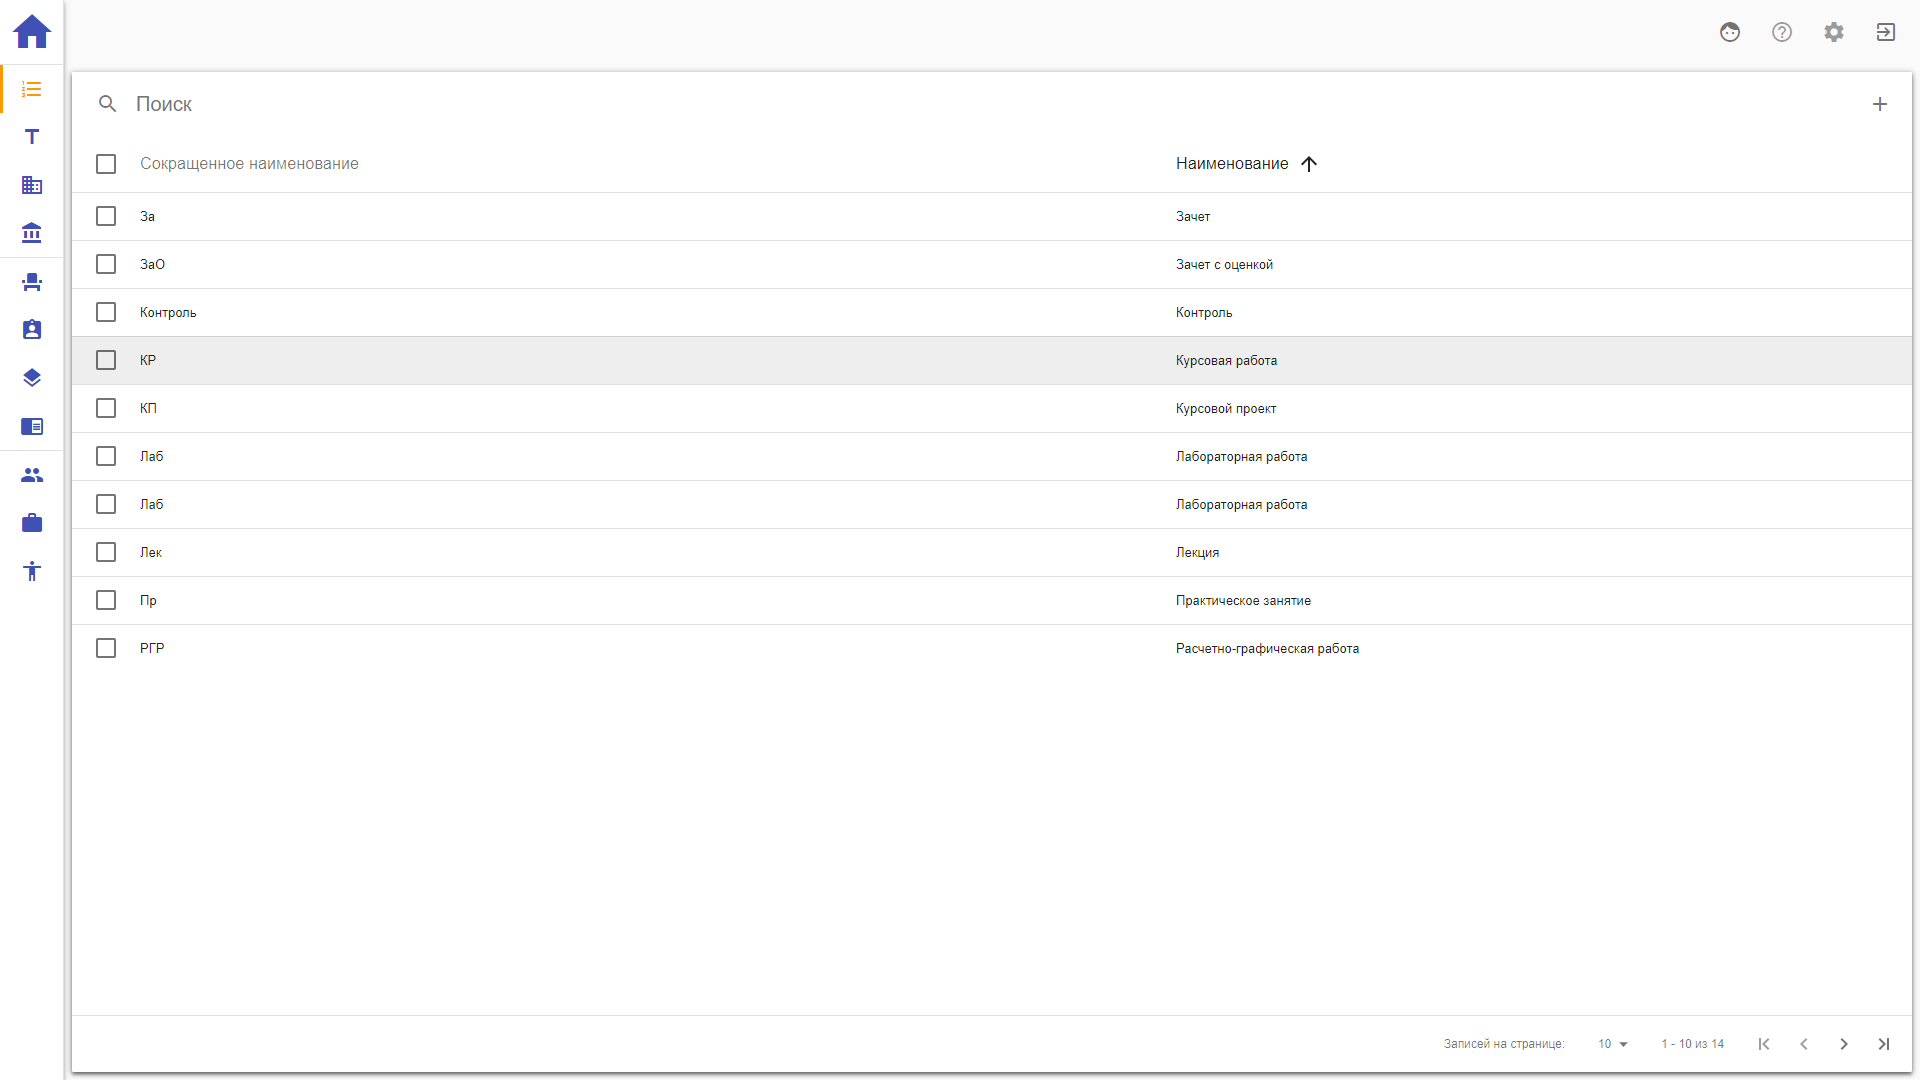 Поиск
Сокращенное наименование Наименование
За Зачет
ЗаО Зачет с оценкой
Контроль Контроль
КР Курсовая работа
КП Курсовой проект
Лаб Лабораторная работа
Лаб Лабораторная работа
Лек Лекция
Пр Практическое занятие
РГР Расчетно-графическая работа
Записей на странице: 10 1 - 10 из 14